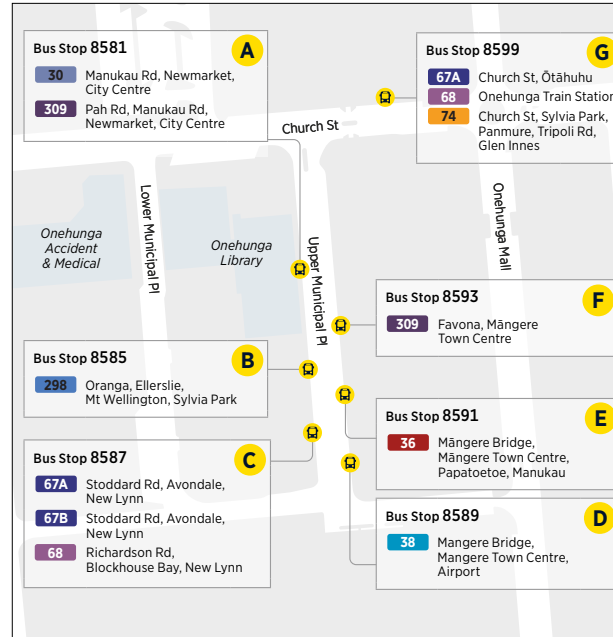 Bus Stop 8581
A
30 Manukau Rd, Newmarket,
City Centre
309 Pah Rd, Manukau Rd,
Newmarket, City Centre
Bus Stop 8599
G
67A Church St, Ōtāhuhu
68 Onehunga Train Station
74 Church St, Sylvia Park,
Panmure, Tripoli Rd,
Glen Innes
Church St
Lower Municipal Pl
Upper Municipal Pl
Onehunga Mall
Onehunga
Accident
& Medical
Onehunga
Library
Bus Stop 8593
F
309 Favona, Māngere
Town Centre
Bus Stop 8585
B
298 Oranga, Ellerslie,
Mt Wellington, Sylvia Park
Bus Stop 8591
E
36 Māngere Bridge,
Māngere Town Centre,
Papatoetoe, Manukau
Bus Stop 8587
C
67A Stoddard Rd, Avondale,
New Lynn
67B Stoddard Rd, Avondale,
New Lynn
68 Richardson Rd,
Blockhouse Bay, New Lynn
Bus Stop 8589
D
38 Mangere Bridge,
Mangere Town Centre,
Airport